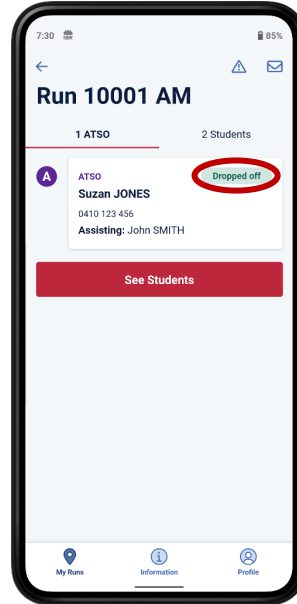 7:30 85%
Run 10001 AM
1 ATSO 2 Students
A ATSO Dropped off
Suzan JONES
0410 123 456
Assisting: John SMITH
See Students
My Runs Information Profile